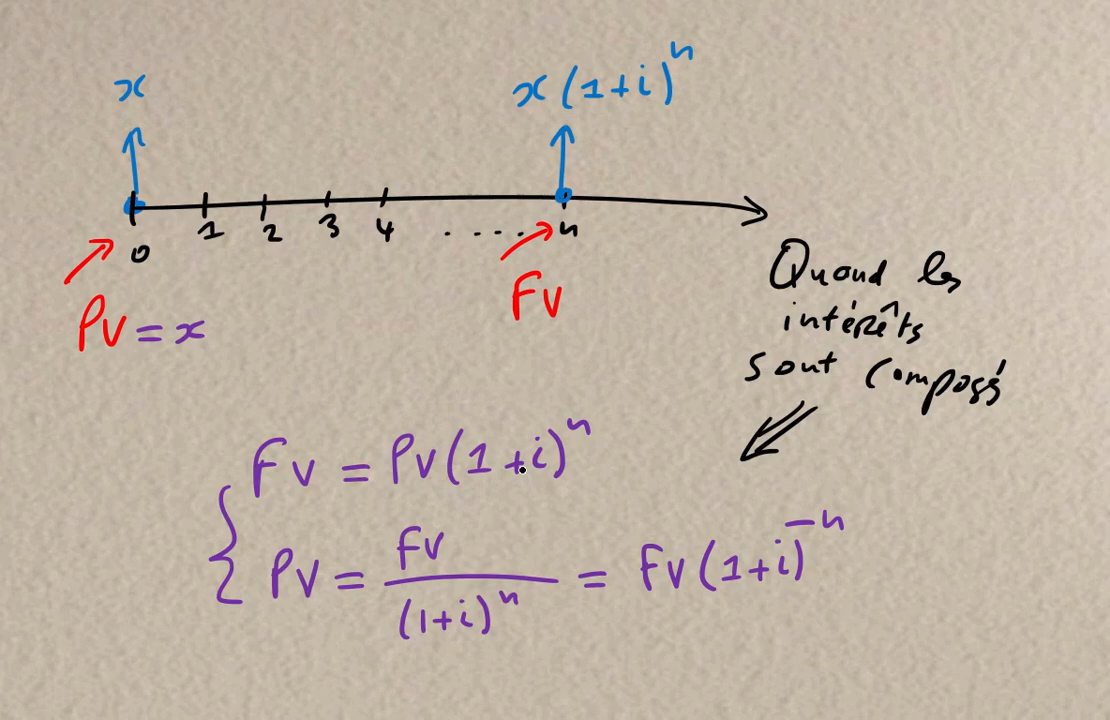 x
x(1+i)^n
0 1 2 3 4 ..... n
PV = x
FV
Quand les
intérêts
sont composés
FV = PV(1+i)^n
PV = FV/(1+i)^n = FV(1+i)^-n